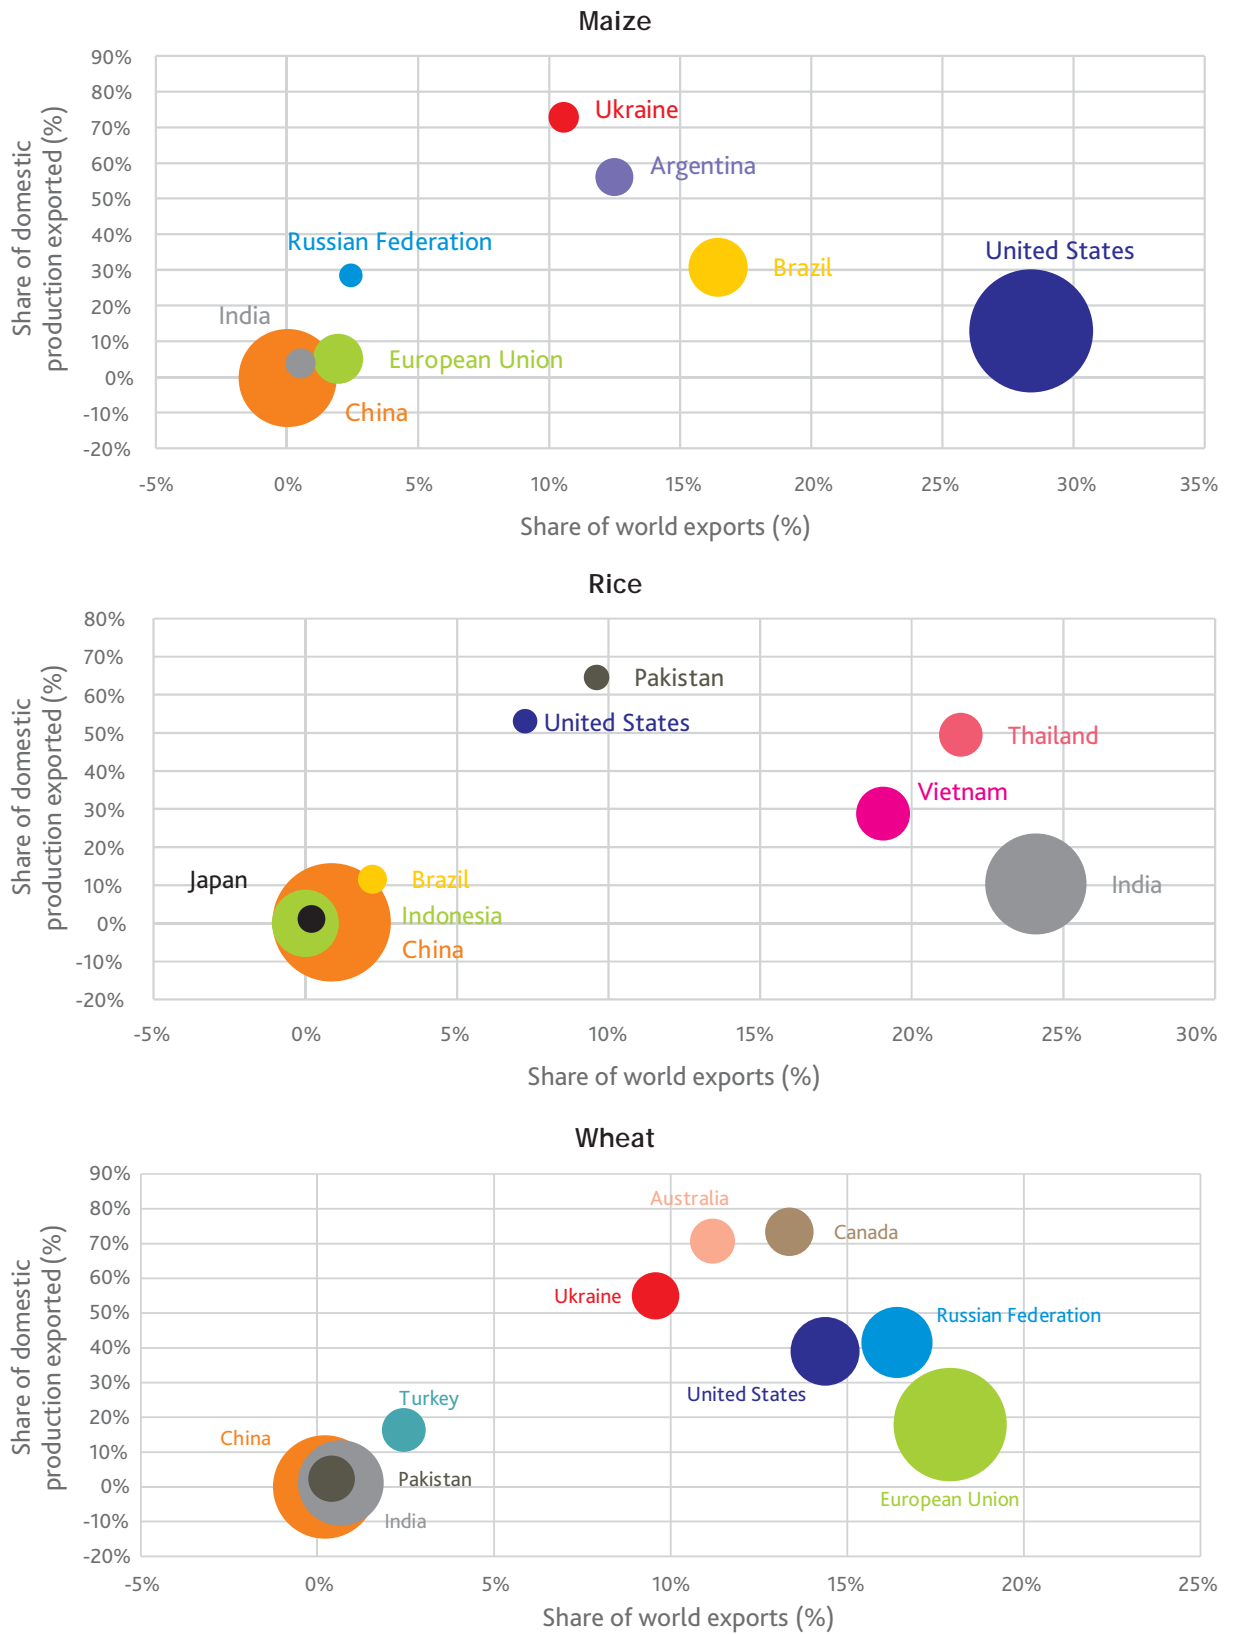 Maize
Share of domestic
production exported (%)
90%
80%
70%
60%
50%
40%
30%
20%
10%
0%
-10%
-20%
Ukraine
Argentina
Russian Federation
United States
Brazil
India
European Union
China
-5%
0%
5%
10%
15%
20%
25%
30%
35%
Share of world exports (%)
Rice
Share of domestic
production exported (%)
80%
70%
60%
50%
40%
30%
20%
10%
0%
-10%
-20%
Pakistan
United States
Thailand
Vietnam
Japan
Brazil
India
Indonesia
China
-5%
0%
5%
10%
15%
20%
25%
30%
Share of world exports (%)
Wheat
Share of domestic
production exported (%)
90%
80%
70%
60%
50%
40%
30%
20%
10%
0%
-10%
-20%
Australia
Canada
Ukraine
Russian Federation
United States
Turkey
China
Pakistan
European Union
India
-5%
0%
5%
10%
15%
20%
25%
Share of world exports (%)